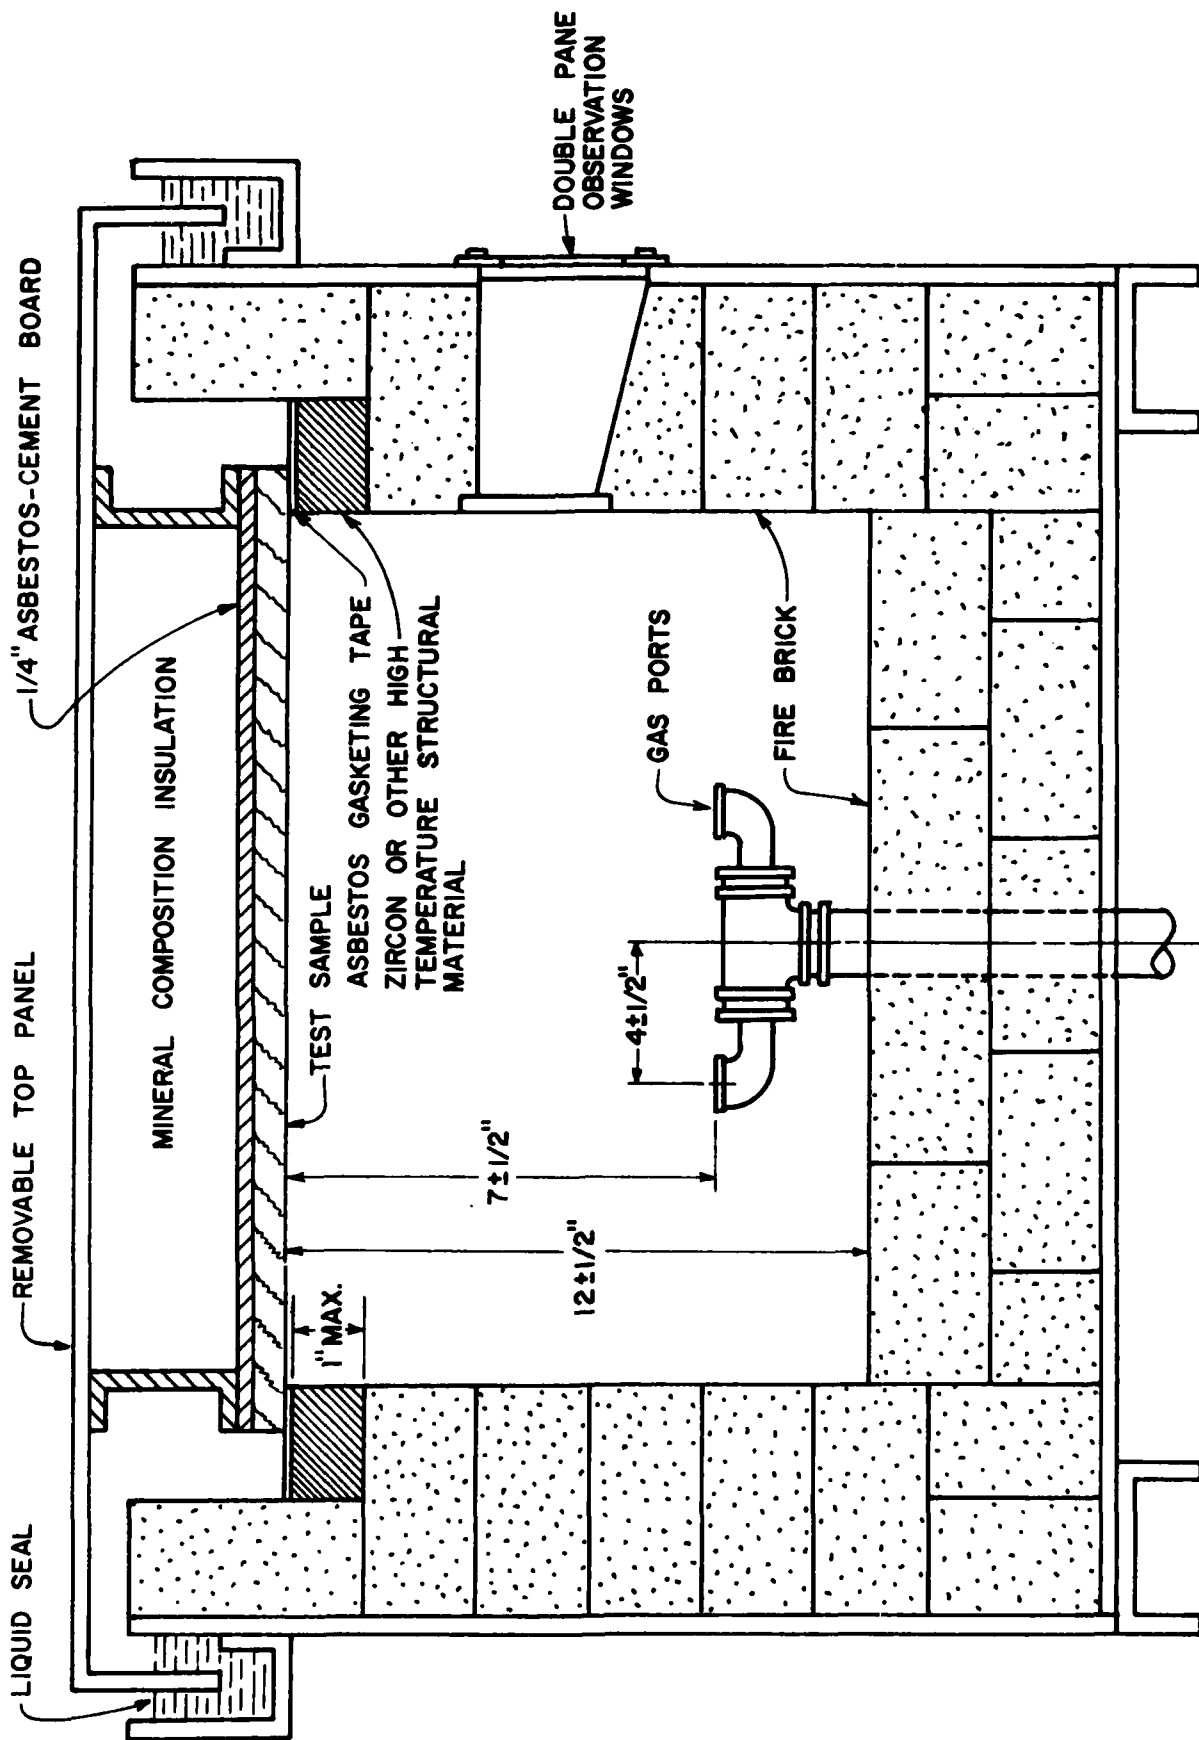 LIQUID SEAL
REMOVABLE TOP PANEL
1/4" ASBESTOS-CEMENT BOARD
MINERAL COMPOSITION INSULATION
TEST SAMPLE
ASBESTOS GASKETING TAPE
ZIRCON OR OTHER HIGH
TEMPERATURE STRUCTURAL
MATERIAL
1" MAX.
7±1/2"
12±1/2"
4±1/2"
GAS PORTS
FIRE BRICK
DOUBLE PANE
OBSERVATION
WINDOWS